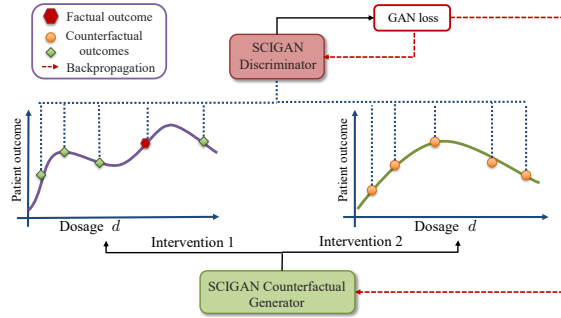 Factual outcome
Counterfactual
outcomes
Backpropagation
GAN loss
SCIGAN
Discriminator
Patient outcome
Dosage d
Patient outcome
Dosage d
Intervention 1
Intervention 2
SCIGAN Counterfactual
Generator